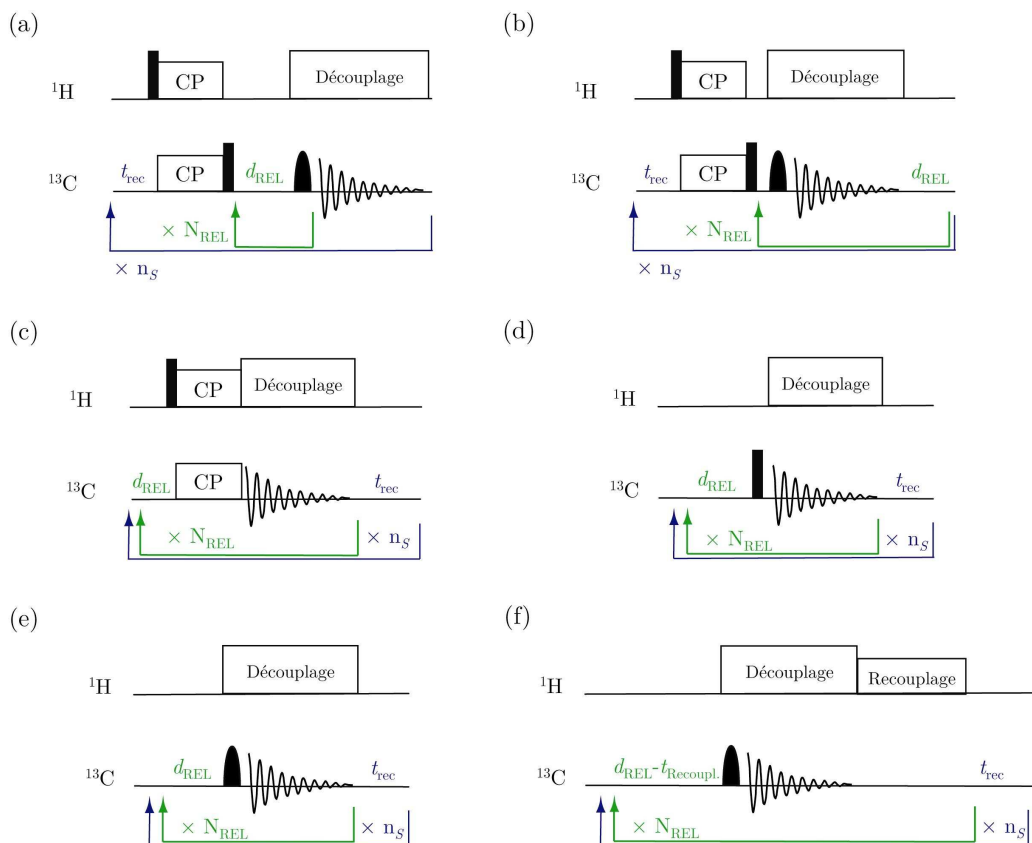 (a)
(b)
¹H CP Découplage
¹H CP Découplage
¹³C t_rec CP d_REL
¹³C t_rec CP d_REL
× N_REL
× N_REL
× n_S
× n_S
(c)
(d)
¹H CP Découplage
¹H Découplage
¹³C d_REL CP t_rec
¹³C d_REL t_rec
× N_REL × n_S
× N_REL × n_S
(e)
(f)
¹H Découplage
¹H Découplage Recouplage
¹³C d_REL t_rec
¹³C d_REL-t_Recoupl. t_rec
× N_REL × n_S
× N_REL × n_S